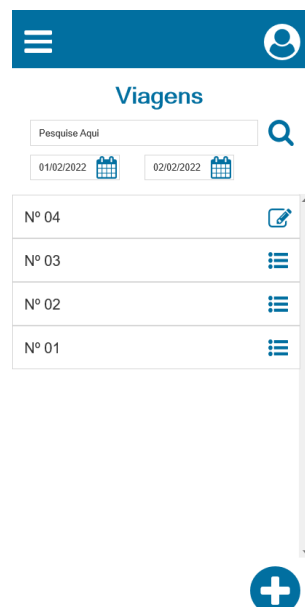 Viagens
Pesquise Aqui
01/02/2022 02/02/2022
Nº 04
Nº 03
Nº 02
Nº 01